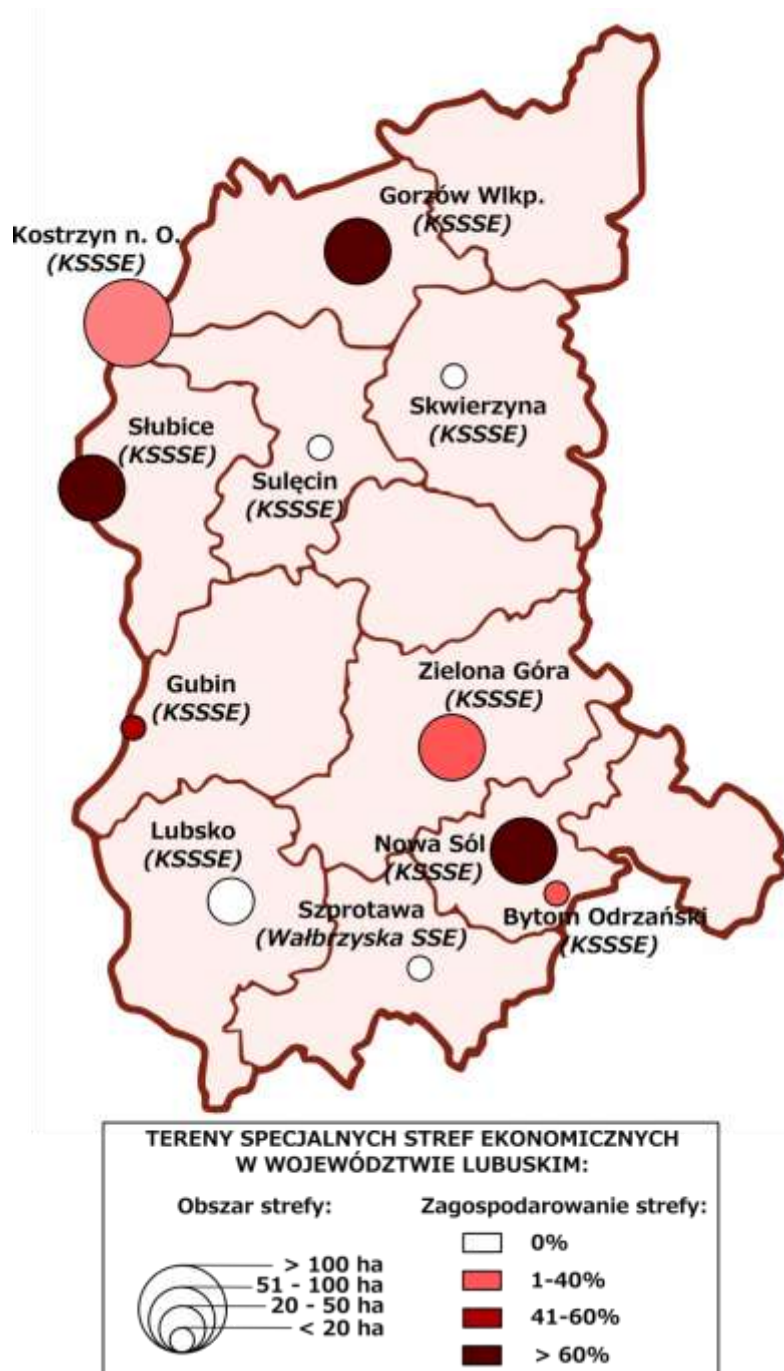 Gorzów Wlkp.
(KSSSE)
Kostrzyn n. O.
(KSSSE)
Skwierzyna
(KSSSE)
Słubice
(KSSSE)
Sulęcin
(KSSSE)
Zielona Góra
(KSSSE)
Gubin
(KSSSE)
Lubsko
(KSSSE)
Nowa Sól
(KSSSE)
Szprotawa
(Wałbrzyska SSE)
Bytom Odrzański
(KSSSE)
TERENY SPECJALNYCH STREF EKONOMICZNYCH
W WOJEWÓDZTWIE LUBUSKIM:
Obszar strefy:
> 100 ha
51 - 100 ha
20 - 50 ha
< 20 ha
Zagospodarowanie strefy:
0%
1-40%
41-60%
> 60%